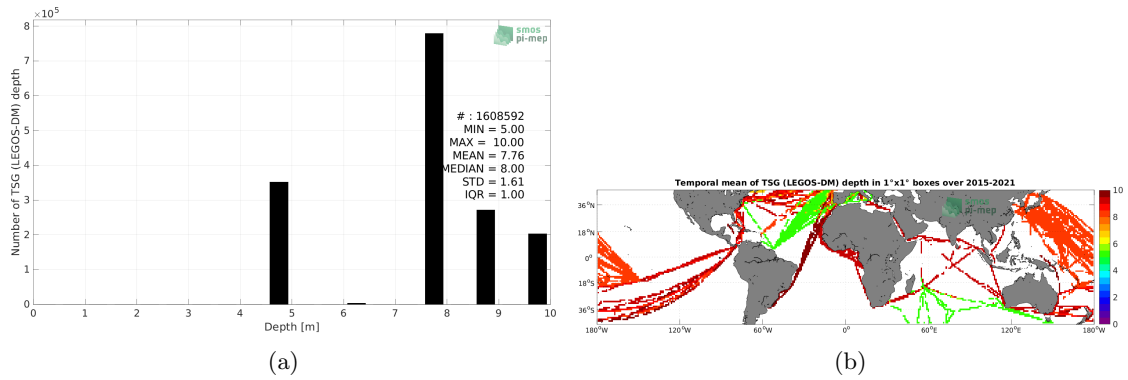 8 ×10⁵
smos
pi-mep
7
6
5
4
3
2
1
0
Number of TSG (LEGOS-DM) depth
# : 1608592
MIN = 5.00
MAX = 10.00
MEAN = 7.76
MEDIAN = 8.00
STD = 1.61
IQR = 1.00
0 1 2 3 4 5 6 7 8 9 10
Depth [m]
(a)
Temporal mean of TSG (LEGOS-DM) depth in 1°x1° boxes over 2015-2021
smos
pi-mep
36°N
18°N
0°
18°S
36°S
180°W 120°W 60°W 0° 60°E 120°E 180°W
10
8
6
4
2
0
(b)